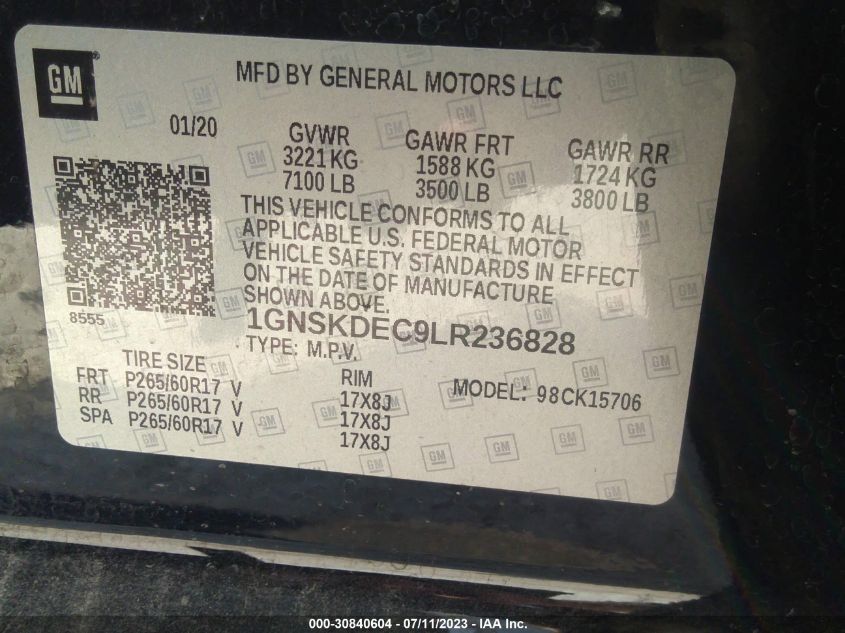 GM
MFD BY GENERAL MOTORS LLC
01/20
GVWR
3221 KG
7100 LB
GAWR FRT
1588 KG
3500 LB
GAWR RR
1724 KG
3800 LB
THIS VEHICLE CONFORMS TO ALL
APPLICABLE U.S. FEDERAL MOTOR
VEHICLE SAFETY STANDARDS IN EFFECT
ON THE DATE OF MANUFACTURE
SHOWN ABOVE.
8555
1GNSKDEC9LR236828
TYPE: M.P.V.
TIRE SIZE
RIM
MODEL: 98CK15706
FRT P265/60R17 V 17X8J
RR P265/60R17 V 17X8J
SPA P265/60R17 V 17X8J
000-30840604 - 07/11/2023 - IAA Inc.